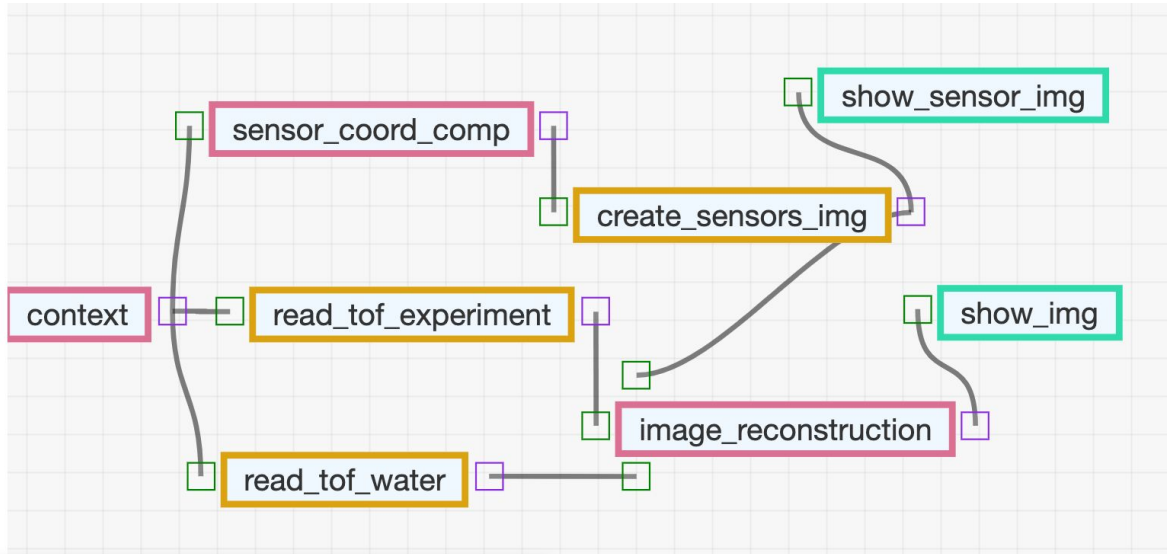 show_sensor_img
sensor_coord_comp
create_sensors_img
context
read_tof_experiment
show_img
image_reconstruction
read_tof_water